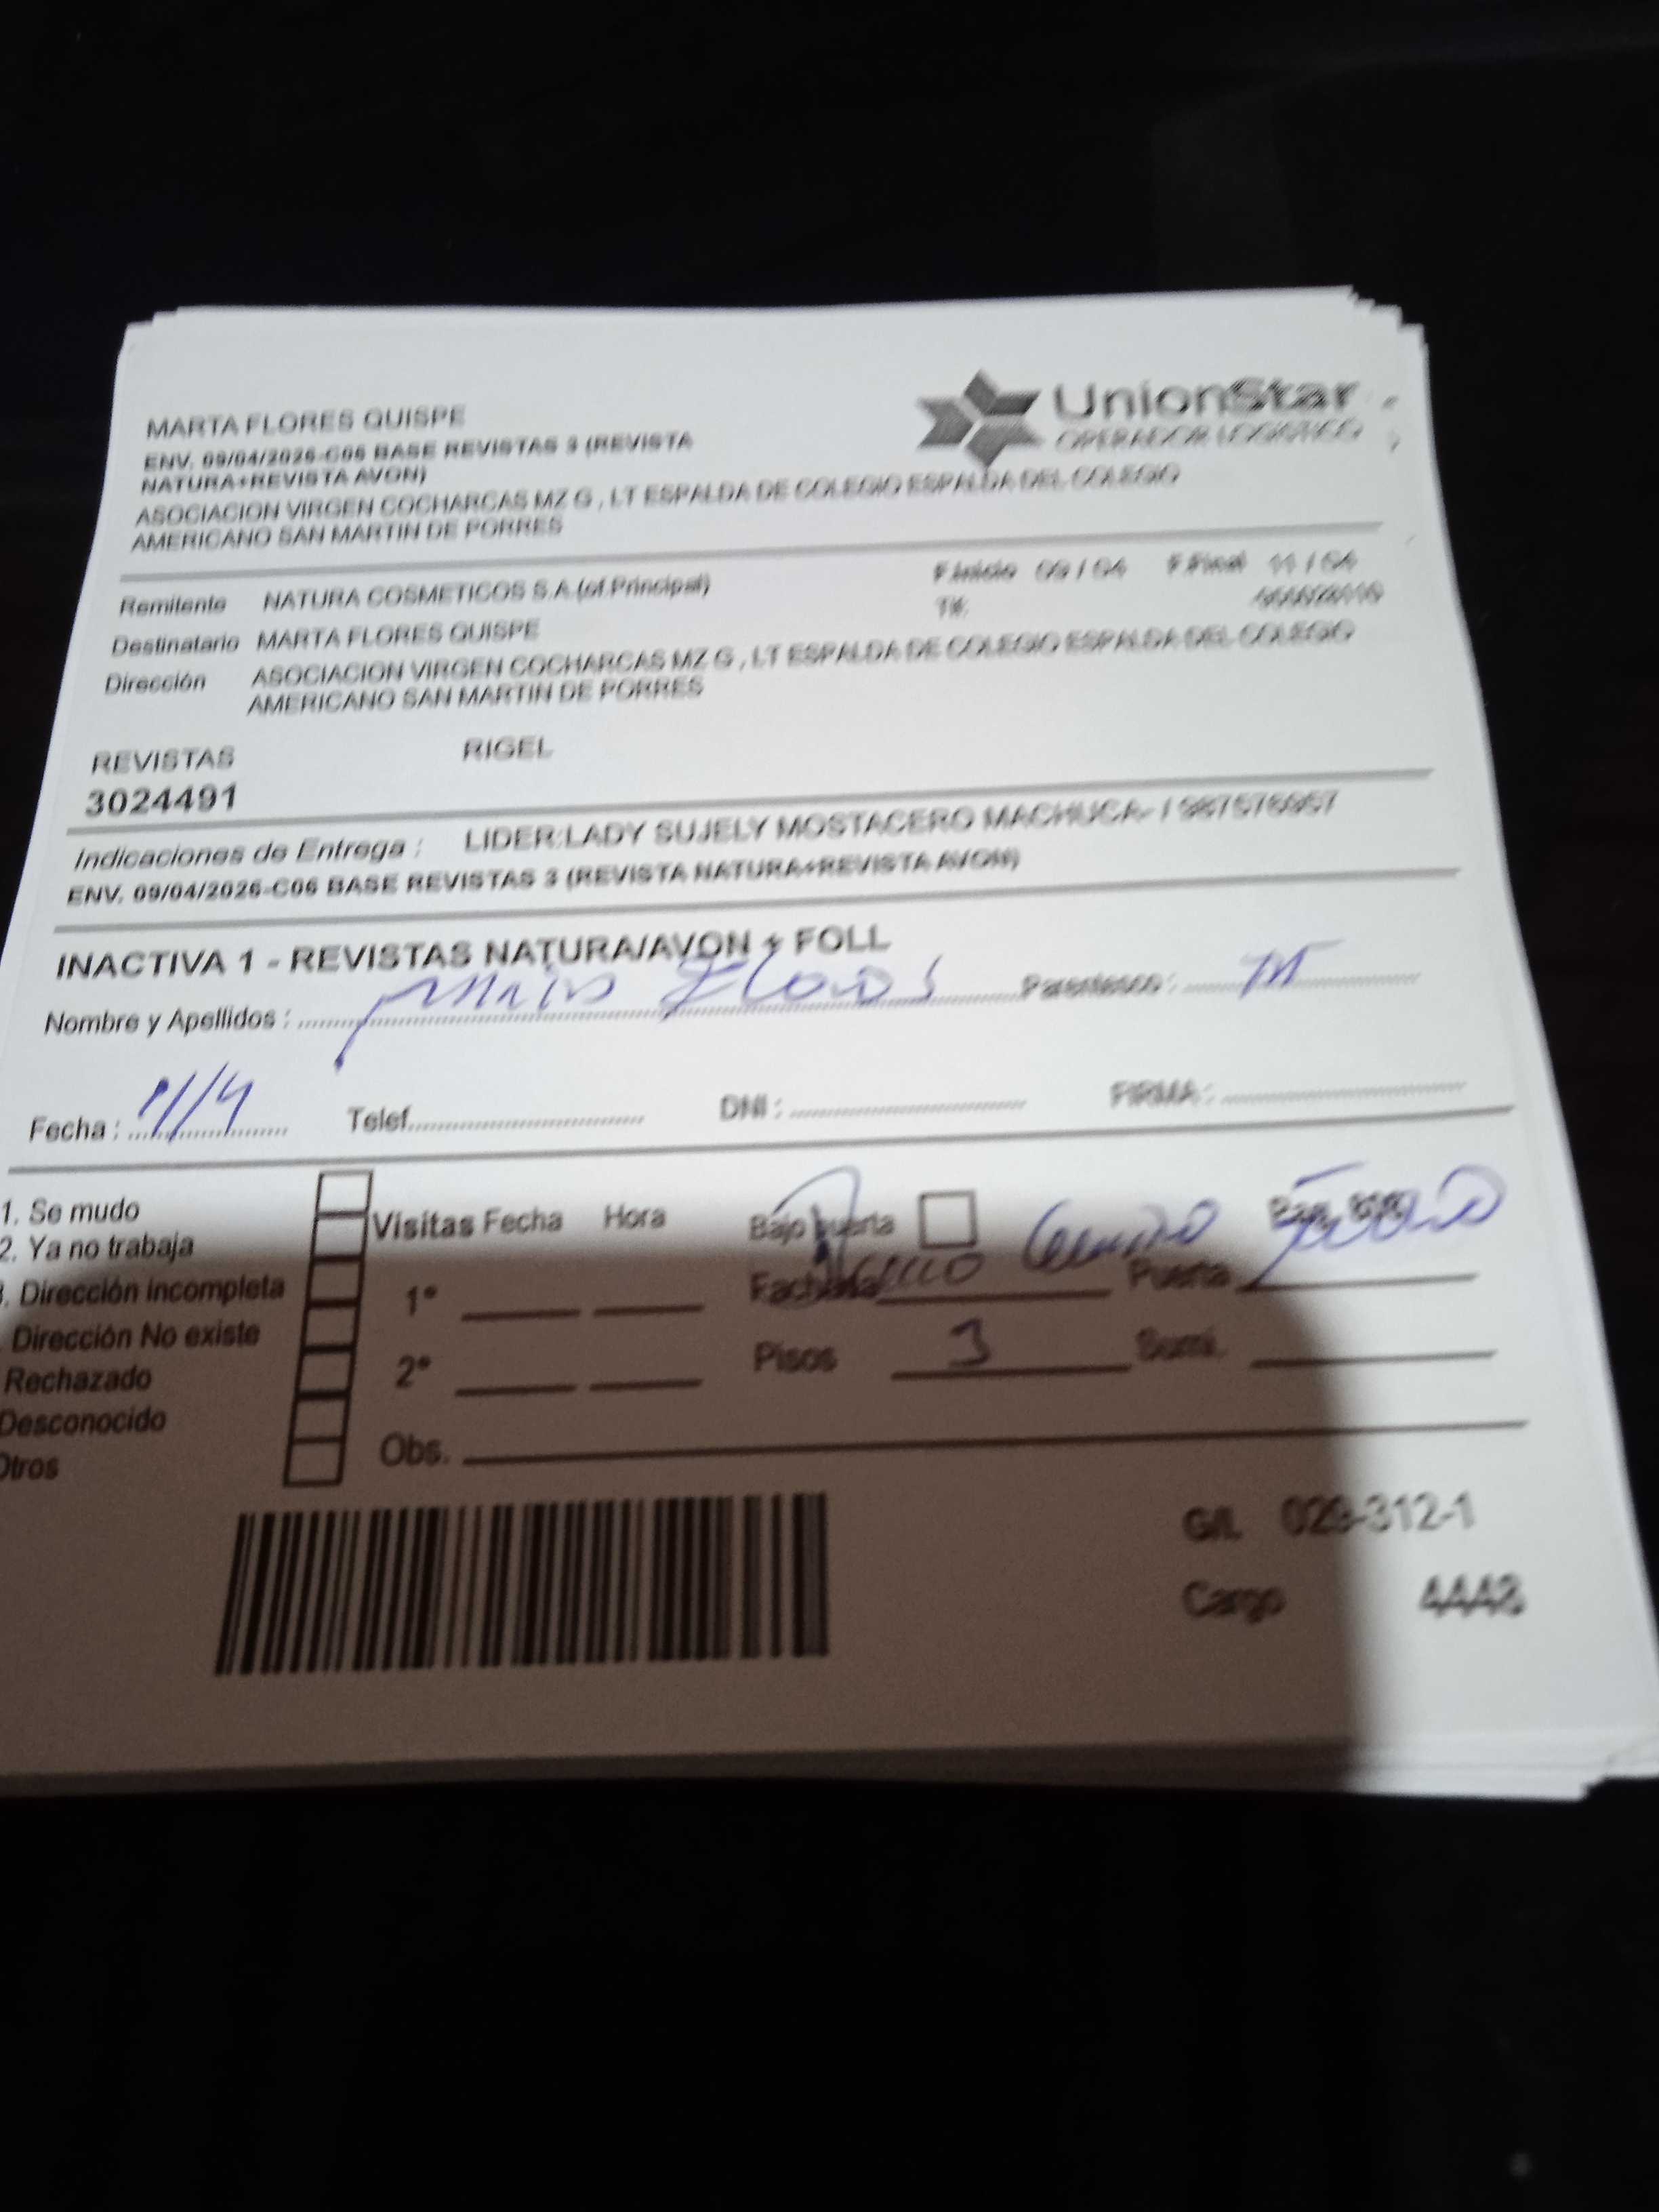 MARTA FLORES QUISPE
UnionStar
OPERADOR LOGISTICO
ENV. 09/04/2026-C06 BASE REVISTAS 3 (REVISTA
NATURA+REVISTA AVON)
ASOCIACION VIRGEN COCHARCAS MZ G , LT ESPALDA DE COLEGIO ESPALDA DEL COLEGIO
AMERICANO SAN MARTIN DE PORRES
Remitente NATURA COSMETICOS S.A.(of.Principal) F.Inicio 09 / 04 F.Final 11 / 04
Destinatario MARTA FLORES QUISPE
Dirección ASOCIACION VIRGEN COCHARCAS MZ G , LT ESPALDA DE COLEGIO ESPALDA DEL COLEGIO
AMERICANO SAN MARTIN DE PORRES
REVISTAS RIGEL
3024491
Indicaciones de Entrega : LIDER:LADY SUJELY MOSTACERO MACHUCA-
ENV. 09/04/2026-C06 BASE REVISTAS 3 (REVISTA NATURA+REVISTA AVON)
INACTIVA 1 - REVISTAS NATURA/AVON + FOLL
Nombre y Apellidos : Flores Parentesco :
Fecha : 11/4 Telef. DNI : FIRMA :
1. Se mudo
2. Ya no trabaja
. Dirección incompleta
Dirección No existe
Rechazado
Desconocido
Otros
Visitas Fecha Hora
1°
2°
Obs.
Bajo puerta
Fachada Puerta
Pisos 3 Sumi.
G/L 029-312-1
Cargo 4448